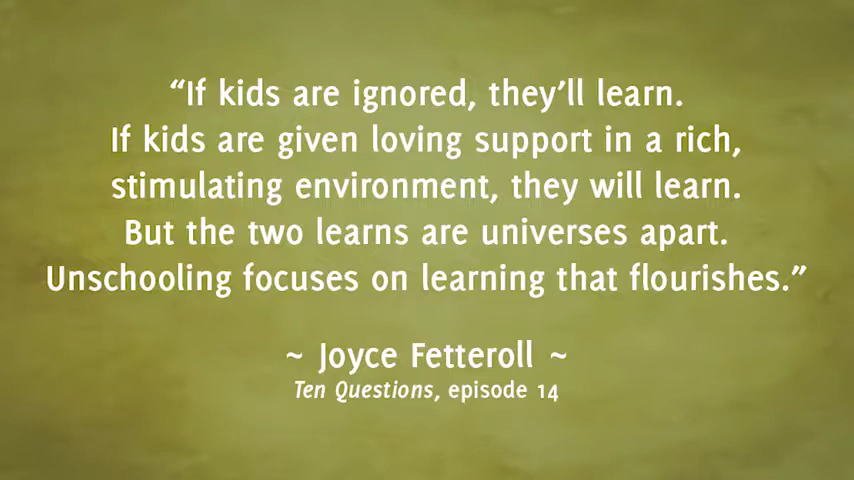 “If kids are ignored, they’ll learn.
If kids are given loving support in a rich,
stimulating environment, they will learn.
But the two learns are universes apart.
Unschooling focuses on learning that flourishes.”
~ Joyce Fetteroll ~
Ten Questions, episode 14